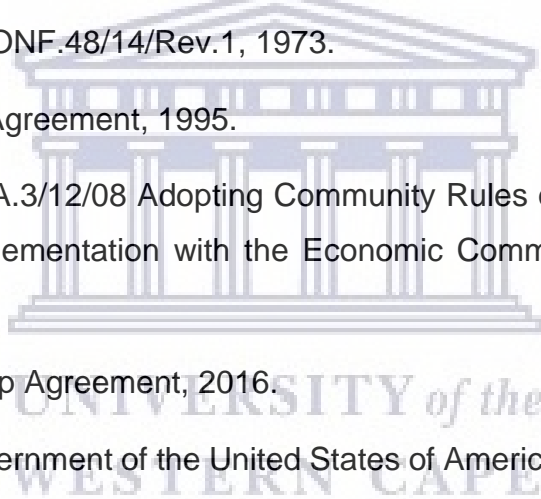 ONF.48/14/Rev.1, 1973.
Agreement, 1995.
A.3/12/08 Adopting Community Rules
lementation with the Economic Comm
p Agreement, 2016.
UNIVERSITY of the
ernment of the United States of Americ
WESTERN CAPE